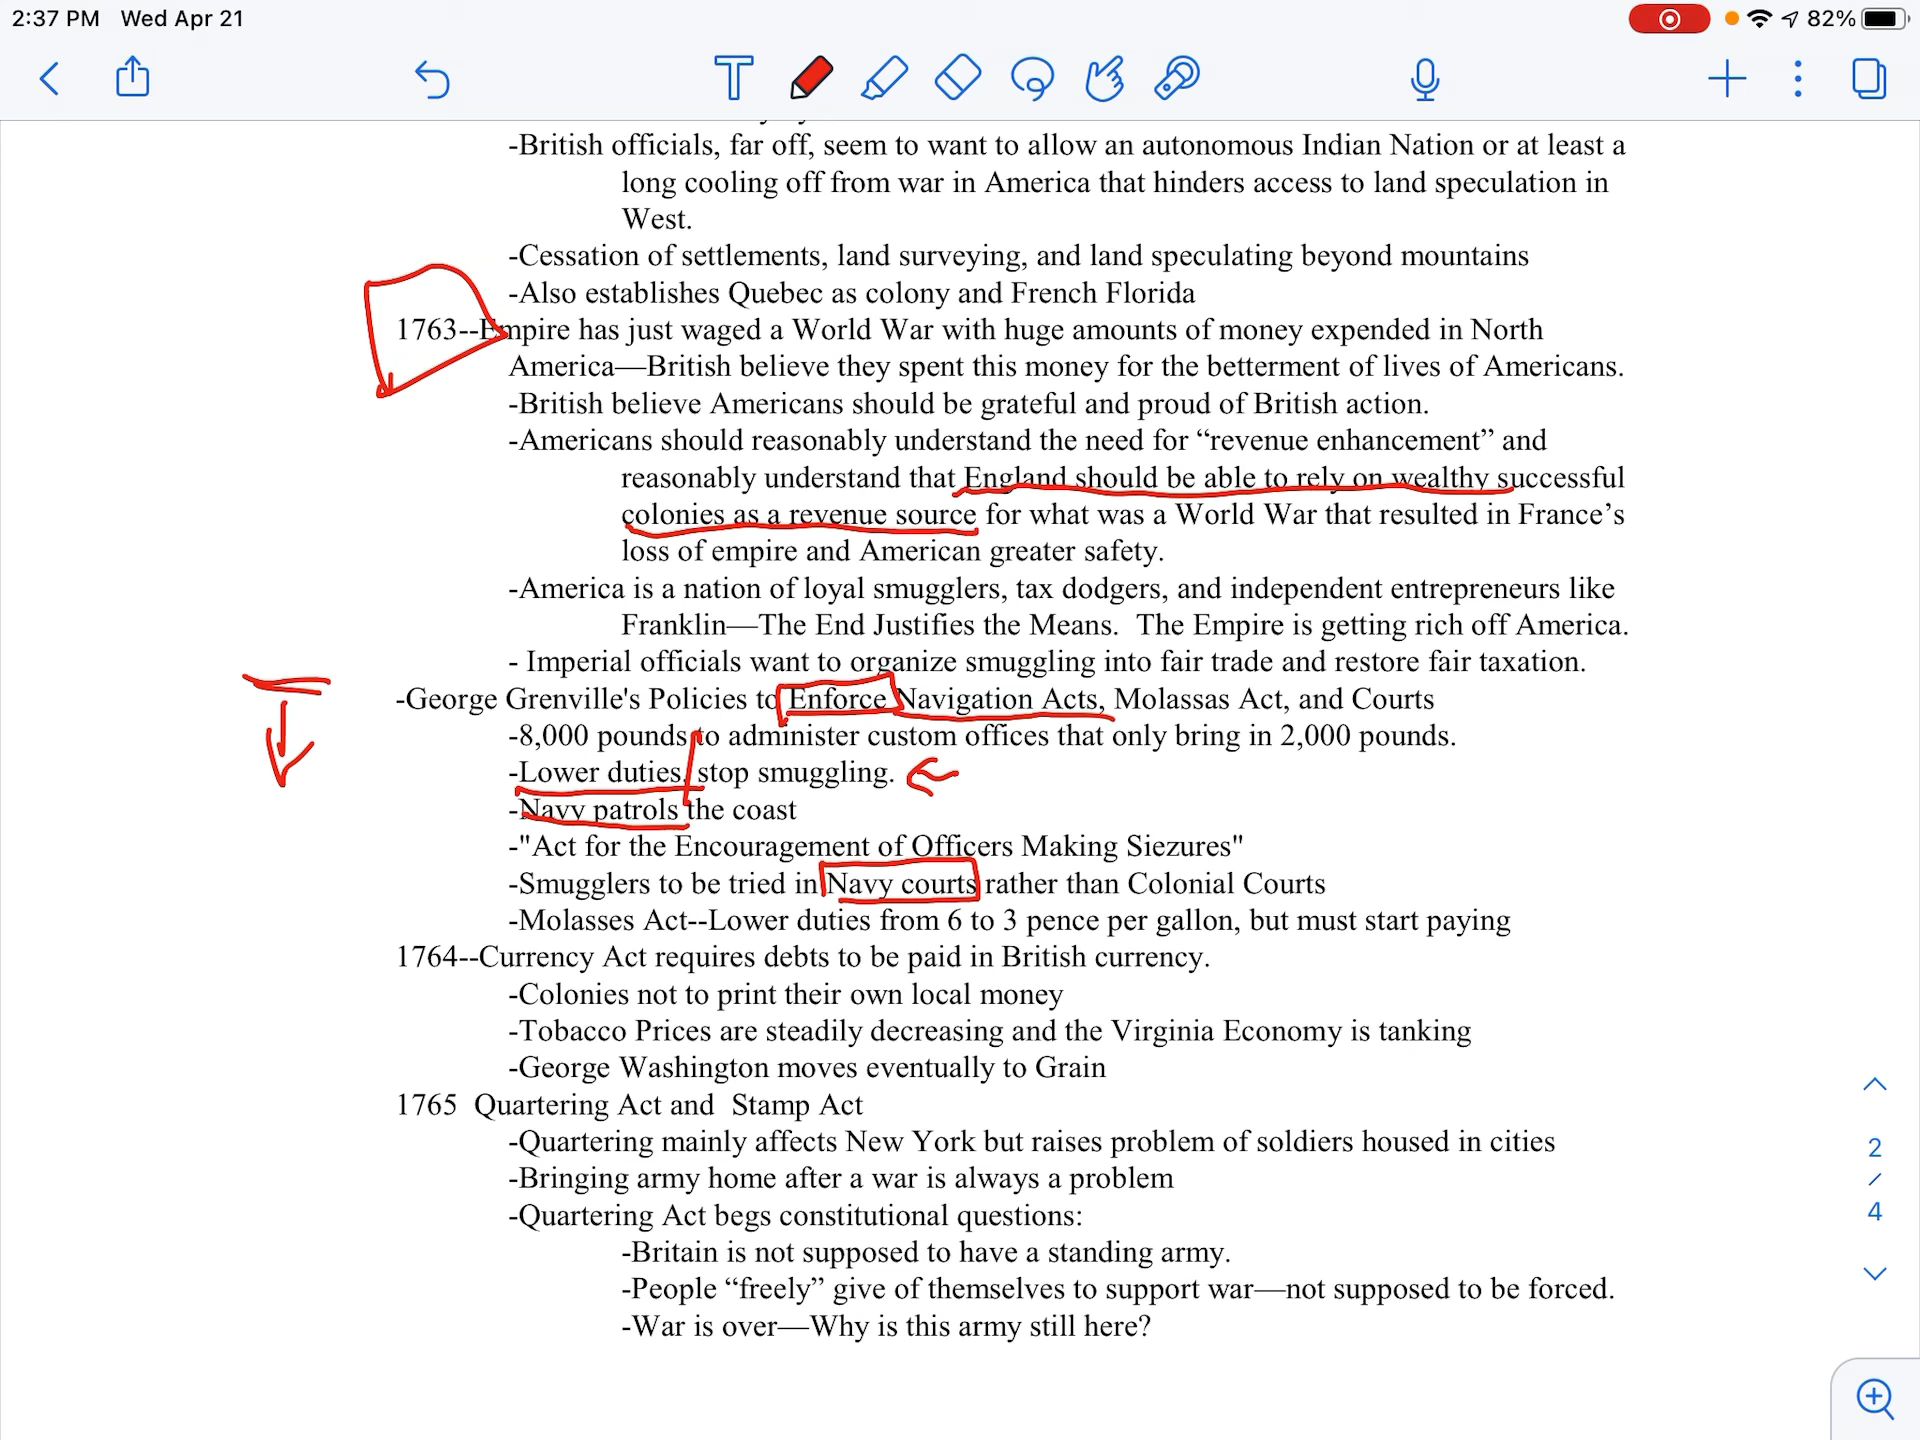 2:37 PM Wed Apr 21 82%
-British officials, far off, seem to want to allow an autonomous Indian Nation or at least a
long cooling off from war in America that hinders access to land speculation in
West.
-Cessation of settlements, land surveying, and land speculating beyond mountains
-Also establishes Quebec as colony and French Florida
1763--Empire has just waged a World War with huge amounts of money expended in North
America—British believe they spent this money for the betterment of lives of Americans.
-British believe Americans should be grateful and proud of British action.
-Americans should reasonably understand the need for “revenue enhancement” and
reasonably understand that England should be able to rely on wealthy successful
colonies as a revenue source for what was a World War that resulted in France’s
loss of empire and American greater safety.
-America is a nation of loyal smugglers, tax dodgers, and independent entrepreneurs like
Franklin—The End Justifies the Means.  The Empire is getting rich off America.
- Imperial officials want to organize smuggling into fair trade and restore fair taxation.
-George Grenville's Policies to Enforce Navigation Acts, Molassas Act, and Courts
-8,000 pounds to administer custom offices that only bring in 2,000 pounds.
-Lower duties, stop smuggling.
-Navy patrols the coast
-"Act for the Encouragement of Officers Making Siezures"
-Smugglers to be tried in Navy courts rather than Colonial Courts
-Molasses Act--Lower duties from 6 to 3 pence per gallon, but must start paying
1764--Currency Act requires debts to be paid in British currency.
-Colonies not to print their own local money
-Tobacco Prices are steadily decreasing and the Virginia Economy is tanking
-George Washington moves eventually to Grain
1765  Quartering Act and  Stamp Act
-Quartering mainly affects New York but raises problem of soldiers housed in cities
-Bringing army home after a war is always a problem
-Quartering Act begs constitutional questions:
-Britain is not supposed to have a standing army.
-People “freely” give of themselves to support war—not supposed to be forced.
-War is over—Why is this army still here?
2
/
4